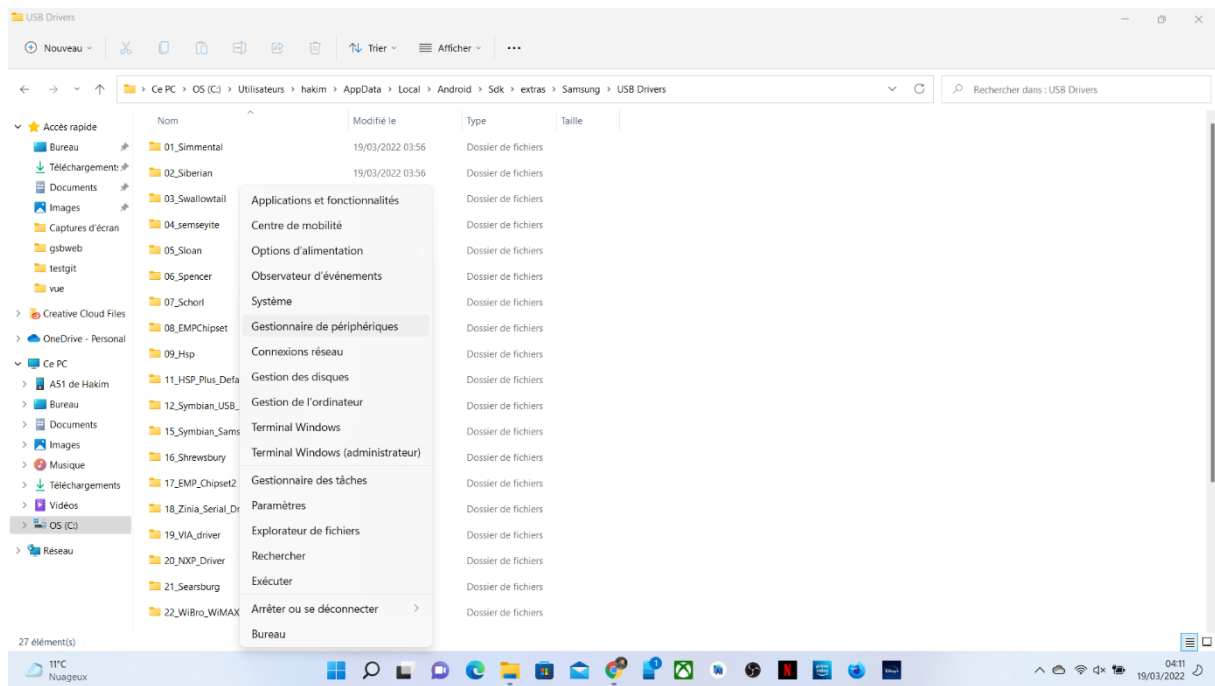 USB Drivers
Nouveau
Trier
Afficher
Ce PC > OS (C:) > Utilisateurs > hakim > AppData > Local > Android > Sdk > extras > Samsung > USB Drivers
Rechercher dans : USB Drivers
Accès rapide
Bureau
Téléchargements
Documents
Images
Captures d'écran
gsbweb
testgit
vue
Creative Cloud Files
OneDrive - Personal
Ce PC
A51 de Hakim
Bureau
Documents
Images
Musique
Téléchargements
Vidéos
OS (C:)
Réseau
Nom Modifié le Type Taille
01_Simmental 19/03/2022 03:56 Dossier de fichiers
02_Siberian 19/03/2022 03:56 Dossier de fichiers
03_Swallowtail Dossier de fichiers
04_semseyite Dossier de fichiers
05_Sloan Dossier de fichiers
06_Spencer Dossier de fichiers
07_Schorl Dossier de fichiers
08_EMPChipset Dossier de fichiers
09_Hsp Dossier de fichiers
11_HSP_Plus_Defa Dossier de fichiers
12_Symbian_USB_ Dossier de fichiers
15_Symbian_Sams Dossier de fichiers
16_Shrewsbury Dossier de fichiers
17_EMP_Chipset2 Dossier de fichiers
18_Zinia_Serial_Dr Dossier de fichiers
19_VIA_driver Dossier de fichiers
20_NXP_Driver Dossier de fichiers
21_Searsburg Dossier de fichiers
22_WiBro_WiMAX Dossier de fichiers
Applications et fonctionnalités
Centre de mobilité
Options d'alimentation
Observateur d'événements
Système
Gestionnaire de périphériques
Connexions réseau
Gestion des disques
Gestion de l'ordinateur
Terminal Windows
Terminal Windows (administrateur)
Gestionnaire des tâches
Paramètres
Explorateur de fichiers
Rechercher
Exécuter
Arrêter ou se déconnecter
Bureau
27 élément(s)
11°C
Nuageux
04:11
19/03/2022